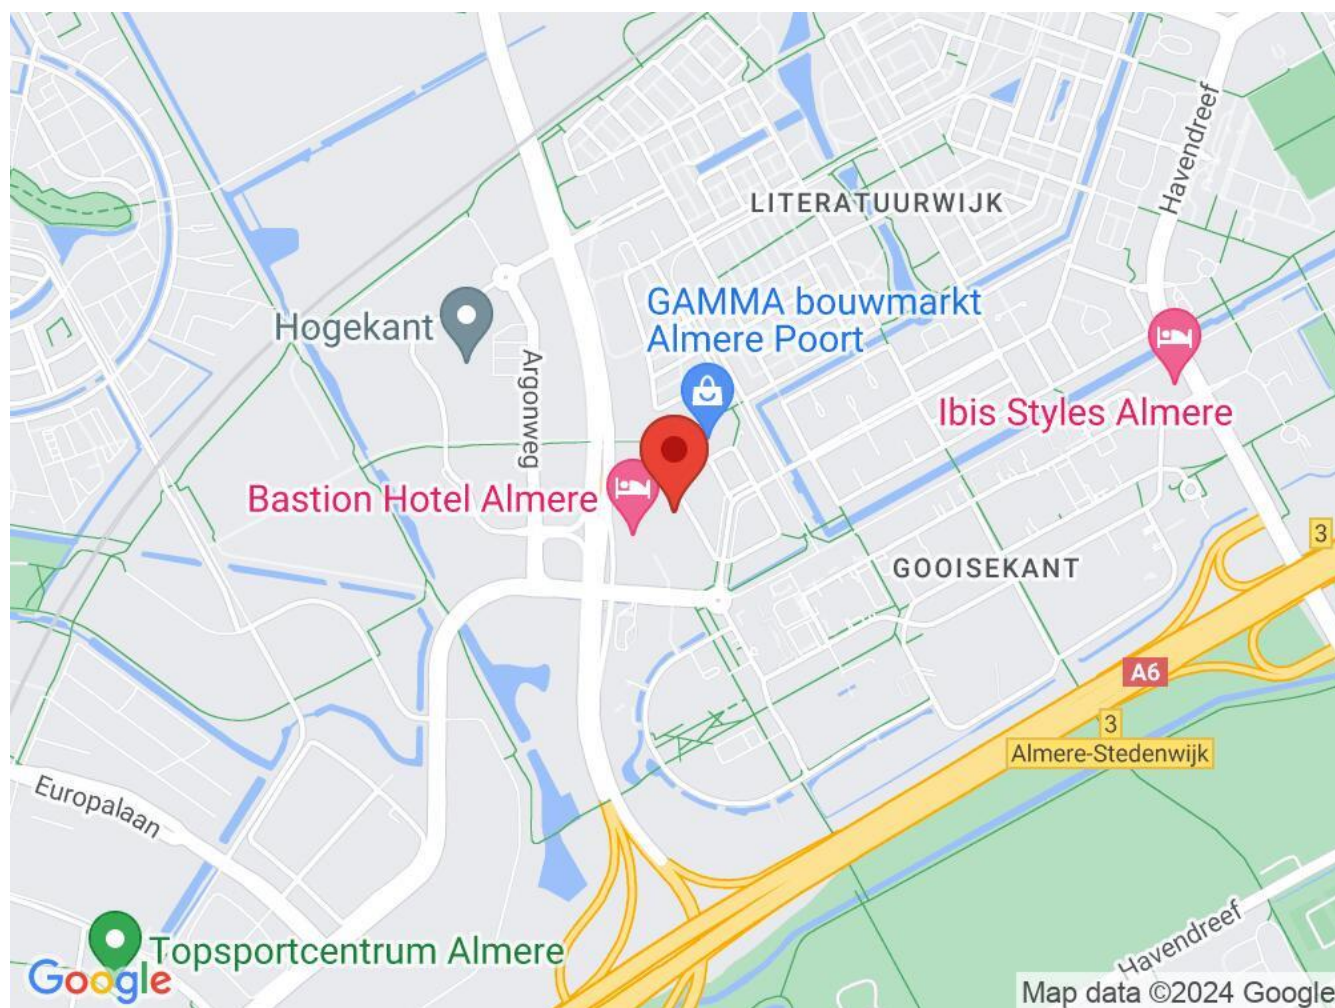 Havendreef
LITERATUURWIJK
GAMMA bouwmarkt
Almere Poort
Hogekant
Argonweg
Ibis Styles Almere
Bastion Hotel Almere
3
GOOISEKANT
A6
3
Almere-Stedenwijk
Europalaan
Havendreef
Topsportcentrum Almere
Google
Map data ©2024 Google